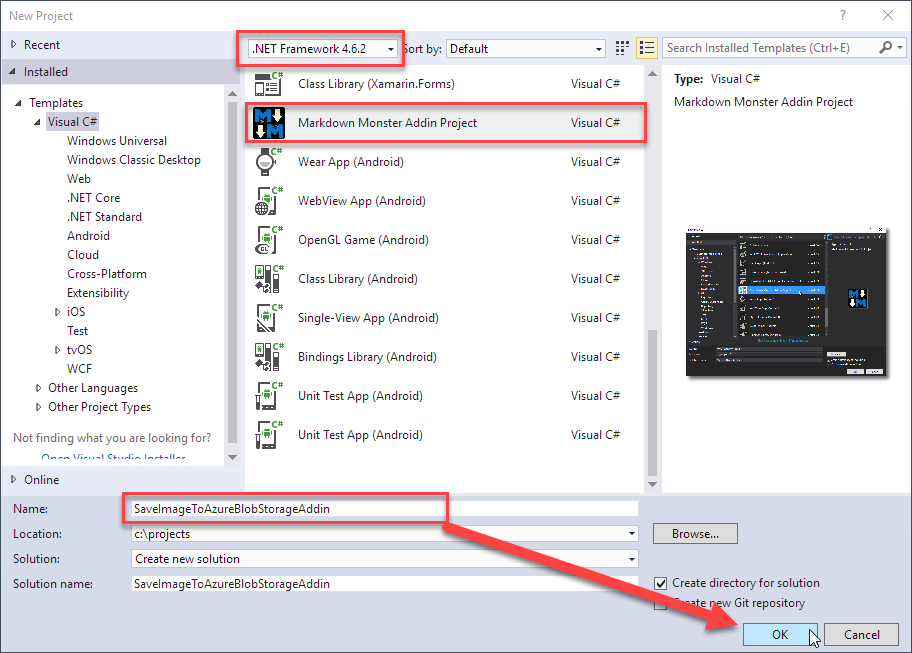 New Project
Recent
.NET Framework 4.6.2
Sort by:
Default
Search Installed Templates (Ctrl+E)
Installed
Templates
Visual C#
Windows Universal
Windows Classic Desktop
Web
.NET Core
.NET Standard
Android
Cloud
Cross-Platform
Extensibility
iOS
Test
tvOS
WCF
Other Languages
Other Project Types
Not finding what you are looking for?
Open Visual Studio Installer
Online
Class Library (Xamarin.Forms) Visual C#
Markdown Monster Addin Project Visual C#
Wear App (Android) Visual C#
WebView App (Android) Visual C#
OpenGL Game (Android) Visual C#
Class Library (Android) Visual C#
Single-View App (Android) Visual C#
Bindings Library (Android) Visual C#
Unit Test App (Android) Visual C#
Unit Test App (Android) Visual C#
Type: Visual C#
Markdown Monster Addin Project
Name: SaveImageToAzureBlobStorageAddin
Location: c:\projects
Browse...
Solution: Create new solution
Solution name: SaveImageToAzureBlobStorageAddin
Create directory for solution
Create new Git repository
OK
Cancel